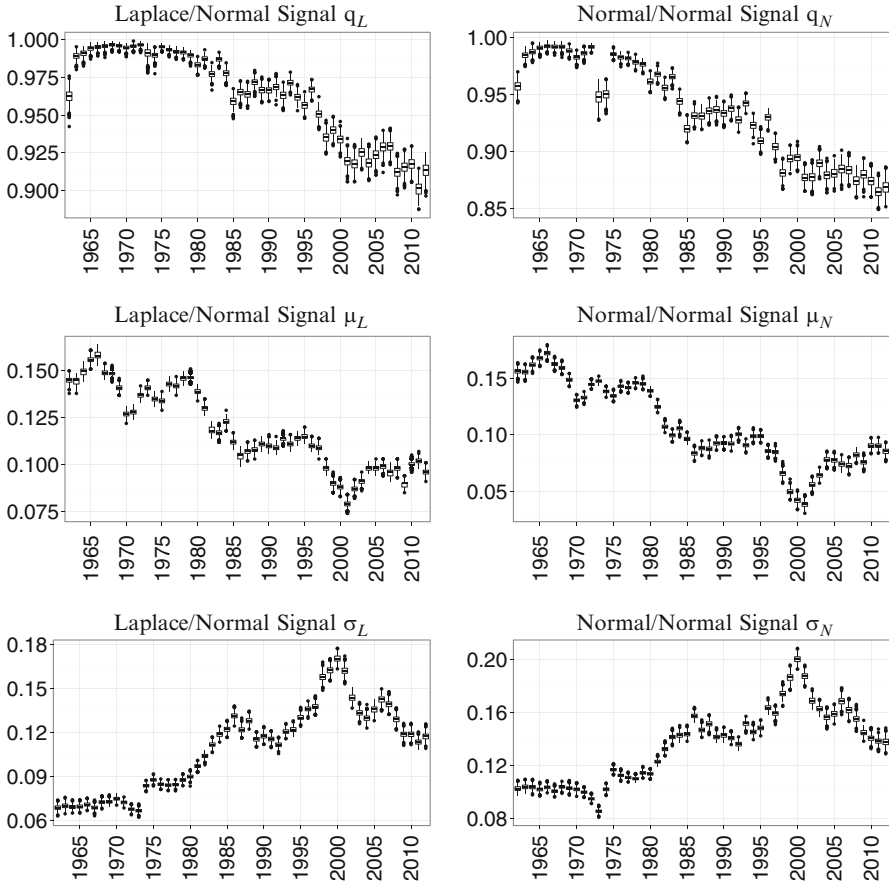 Laplace/Normal Signal q_L
1.000
0.975
0.950
0.925
0.900
1965 1970 1975 1980 1985 1990 1995 2000 2005 2010
Normal/Normal Signal q_N
1.00
0.95
0.90
0.85
1965 1970 1975 1980 1985 1990 1995 2000 2005 2010
Laplace/Normal Signal μ_L
0.150
0.125
0.100
0.075
1965 1970 1975 1980 1985 1990 1995 2000 2005 2010
Normal/Normal Signal μ_N
0.15
0.10
0.05
1965 1970 1975 1980 1985 1990 1995 2000 2005 2010
Laplace/Normal Signal σ_L
0.18
0.15
0.12
0.09
0.06
1965 1970 1975 1980 1985 1990 1995 2000 2005 2010
Normal/Normal Signal σ_N
0.20
0.16
0.12
0.08
1965 1970 1975 1980 1985 1990 1995 2000 2005 2010